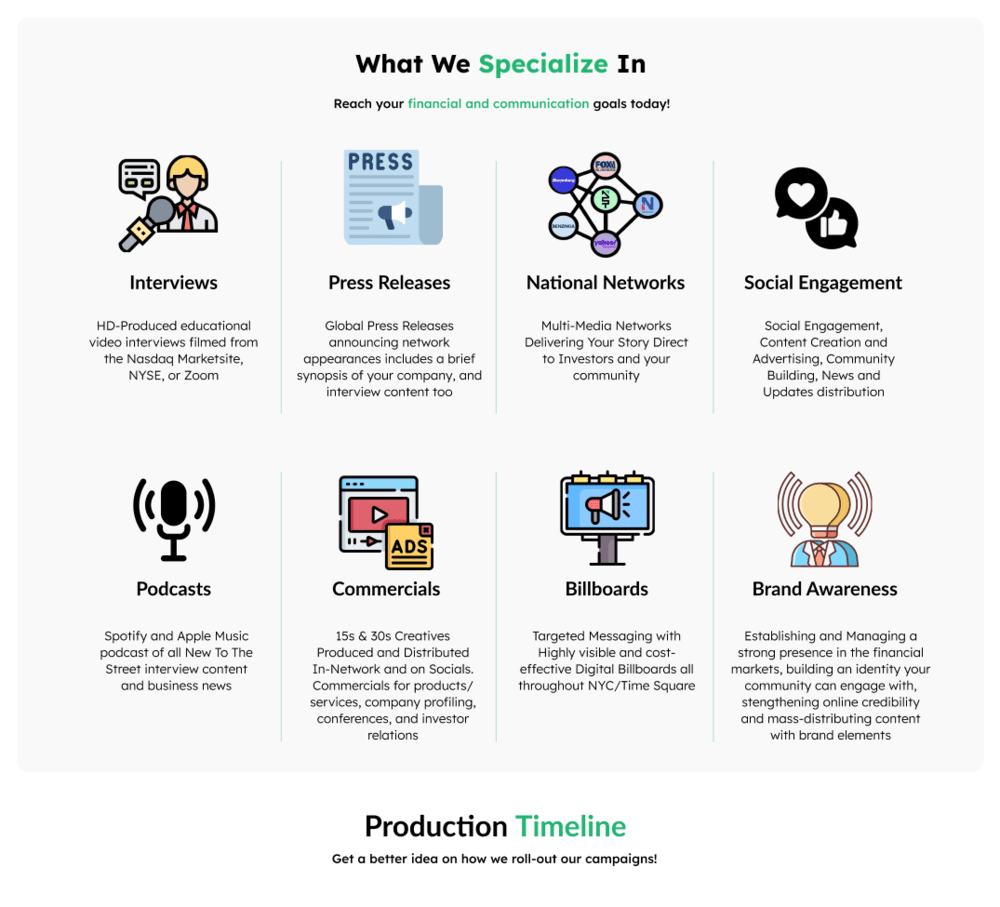 What We Specialize In
Reach your financial and communication goals today!
PRESS
FOX
Bloomberg
N
BENZINGA
yahoo!
Interviews
Press Releases
National Networks
Social Engagement
HD-Produced educational
video interviews filmed from
the Nasdaq Marketsite,
NYSE, or Zoom
Global Press Releases
announcing network
appearances includes a brief
synopsis of your company, and
interview content too
Multi-Media Networks
Delivering Your Story Direct
to Investors and your
community
Social Engagement,
Content Creation and
Advertising, Community
Building, News and
Updates distribution
ADS
Podcasts
Commercials
Billboards
Brand Awareness
Spotify and Apple Music
podcast of all New To The
Street interview content
and business news
15s & 30s Creatives
Produced and Distributed
In-Network and on Socials.
Commercials for products/
services, company profiling,
conferences, and investor
relations
Targeted Messaging with
Highly visible and cost-
effective Digital Billboards all
throughout NYC/Time Square
Establishing and Managing a
strong presence in the financial
markets, building an identity your
community can engage with,
stengthening online credibility
and mass-distributing content
with brand elements
Production Timeline
Get a better idea on how we roll-out our campaigns!